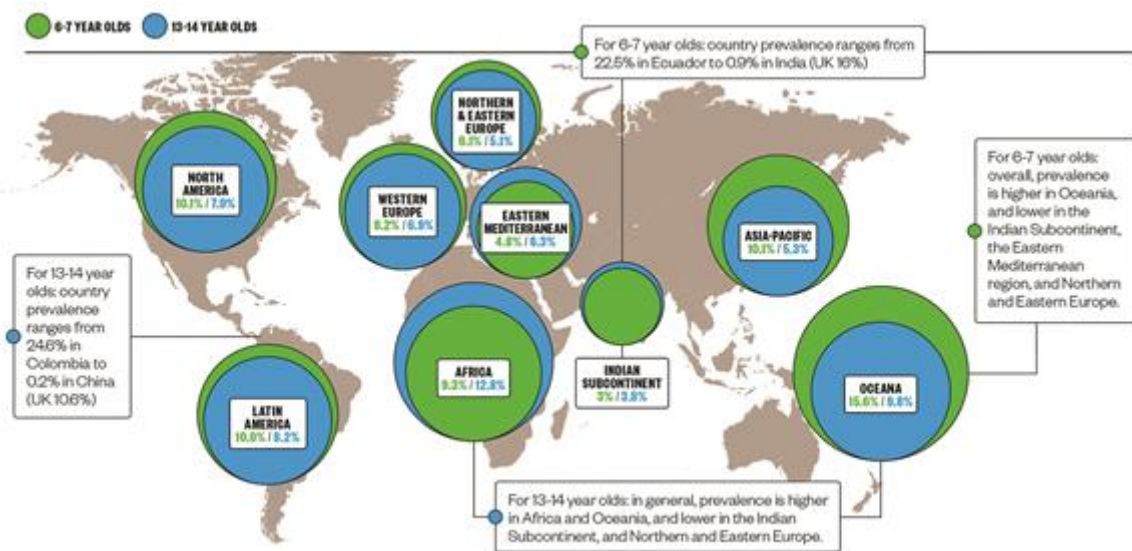 6-7 YEAR OLDS
13-14 YEAR OLDS
For 6-7 year olds: country prevalence ranges from
22.5% in Ecuador to 0.9% in India (UK 16%)
NORTHERN
& EASTERN
EUROPE
6.1% / 5.1%
NORTH
AMERICA
10.1% / 7.9%
WESTERN
EUROPE
8.2% / 6.9%
EASTERN
MEDITERRANEAN
4.8% / 6.3%
ASIA-PACIFIC
10.1% / 5.3%
For 6-7 year olds:
overall, prevalence
is higher in Oceania,
and lower in the
Indian Subcontinent,
the Eastern
Mediterranean
region, and Northern
and Eastern Europe.
For 13-14 year
olds: country
prevalence
ranges from
24.6% in
Colombia to
0.2% in China
(UK 10.6%)
AFRICA
9.3% / 12.8%
INDIAN
SUBCONTINENT
3% / 3.8%
OCEANA
15.6% / 9.8%
LATIN
AMERICA
10.0% / 8.2%
For 13-14 year olds: in general, prevalence is higher
in Africa and Oceania, and lower in the Indian
Subcontinent, and Northern and Eastern Europe.